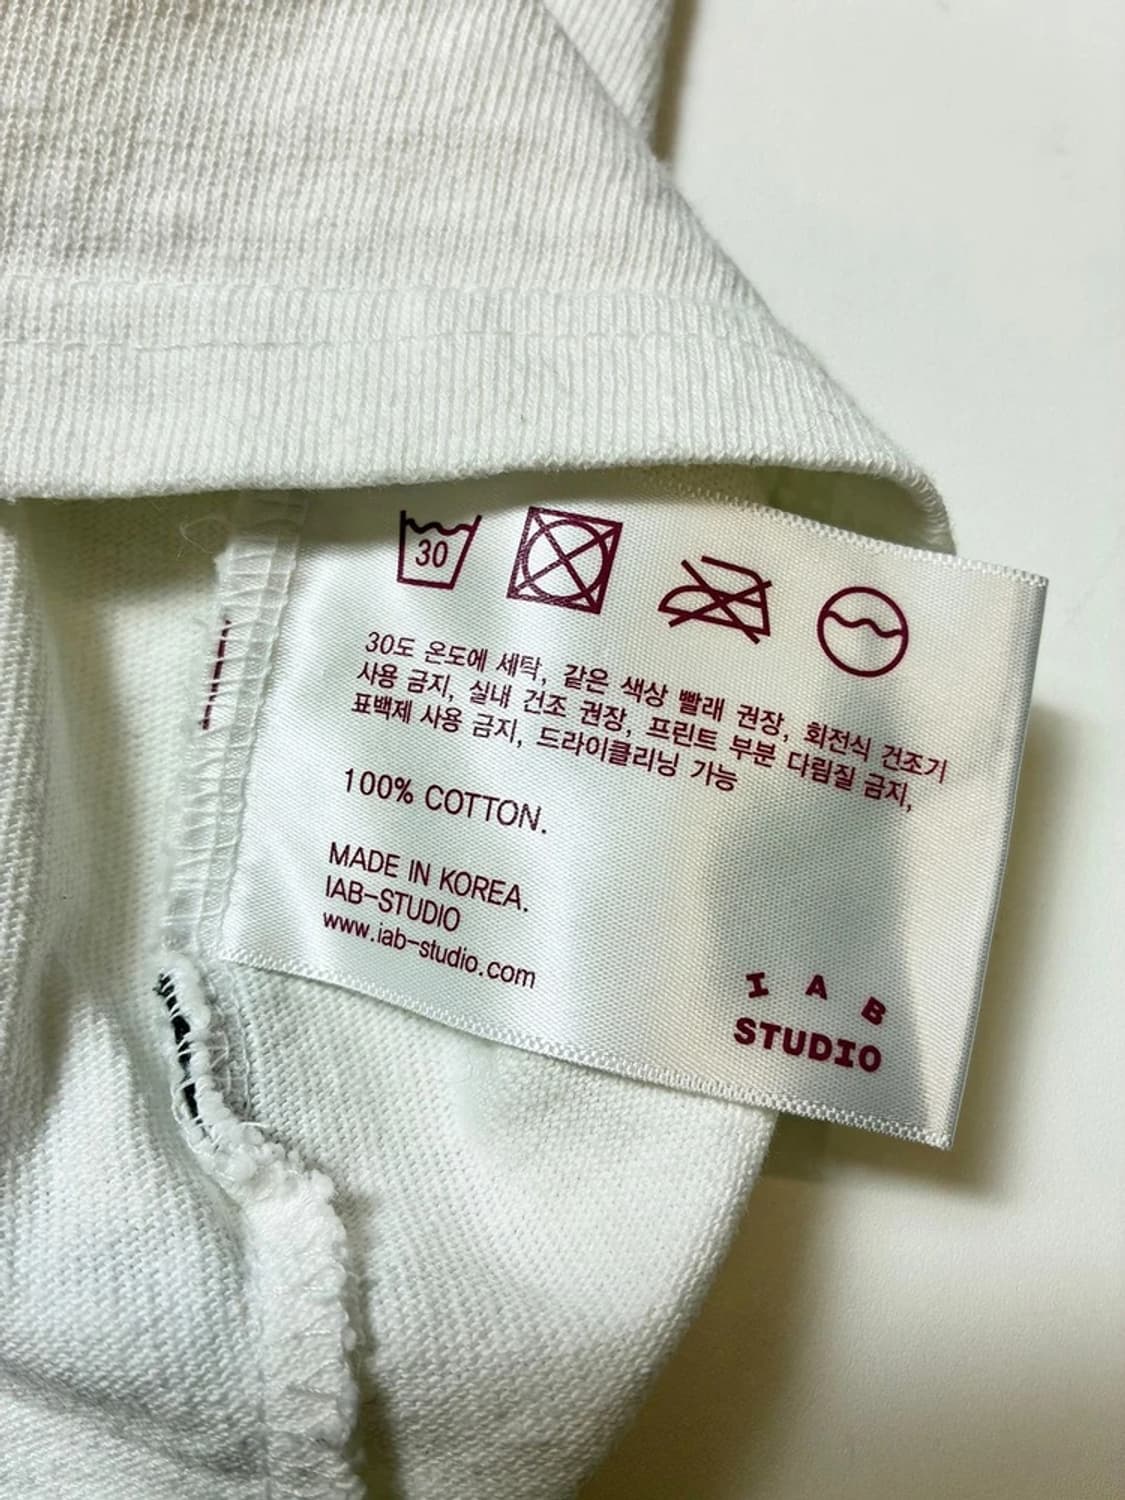 30
30도 온도에 세탁, 같은 색상 빨래 권장, 회전식 건조기
사용 금지, 실내 건조 권장, 프린트 부분 다림질 금지,
표백제 사용 금지, 드라이클리닝 가능
100% COTTON.
MADE IN KOREA.
IAB-STUDIO
www.iab-studio.com
I A B
STUDIO